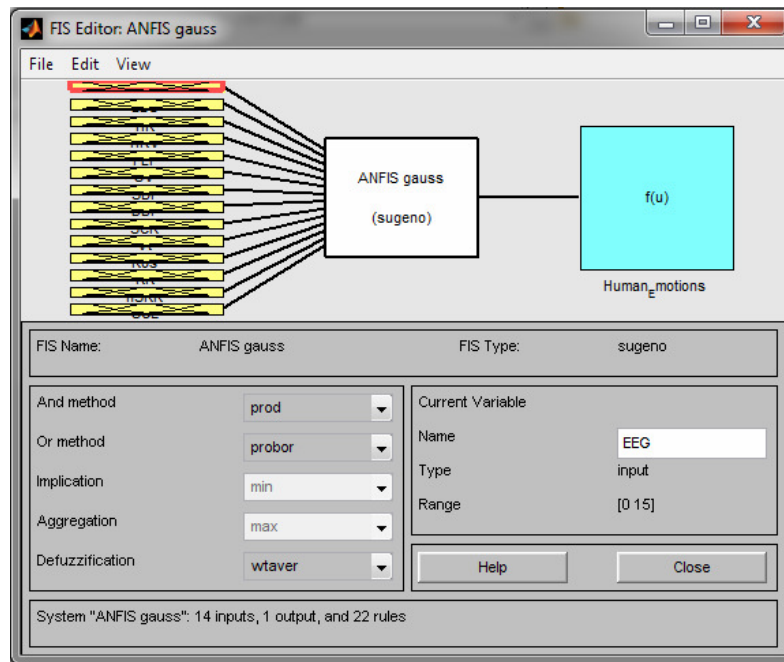 FIS Editor: ANFIS gauss
File Edit View
HR
ANFIS gauss
(sugeno)
f(u)
Human_Emotions
RR
FIS Name: ANFIS gauss FIS Type: sugeno
And method prod
Or method probor
Implication min
Aggregation max
Defuzzification wtaver
Current Variable
Name EEG
Type input
Range [0 15]
Help Close
System "ANFIS gauss": 14 inputs, 1 output, and 22 rules